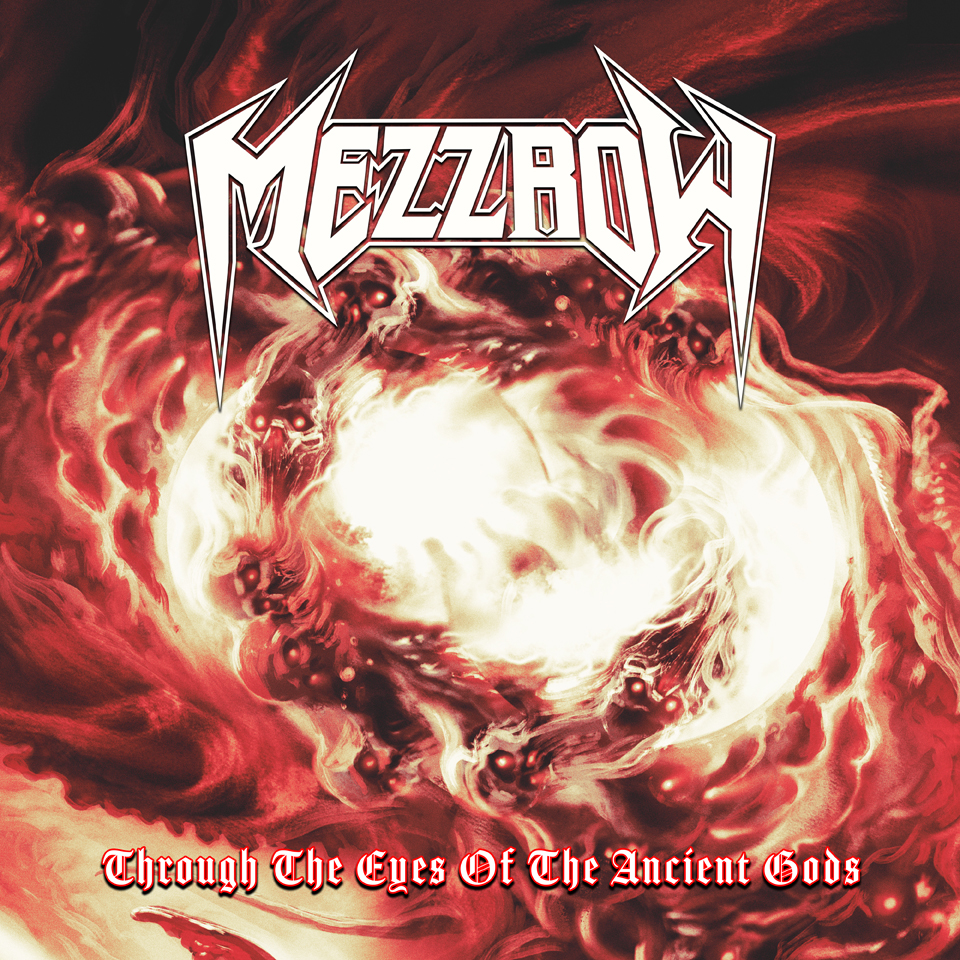 MEZZROW
Through The Eyes Of The Ancient Gods